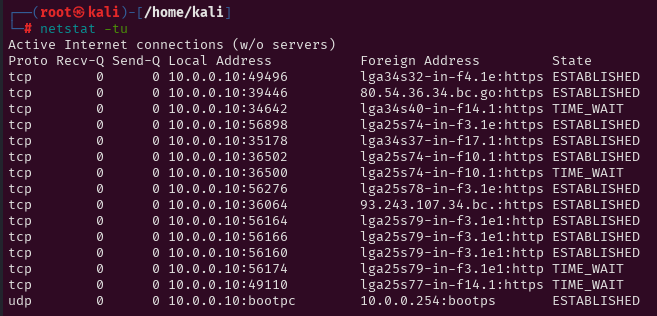 ┌──(root㉿kali)-[/home/kali]
└─# netstat -tu
Active Internet connections (w/o servers)
Proto Recv-Q Send-Q Local Address           Foreign Address         State
tcp        0      0 10.0.0.10:49496         lga34s32-in-f4.1e:https ESTABLISHED
tcp        0      0 10.0.0.10:39446         80.54.36.34.bc.go:https ESTABLISHED
tcp        0      0 10.0.0.10:34642         lga34s40-in-f14.1:https TIME_WAIT
tcp        0      0 10.0.0.10:56898         lga25s74-in-f3.1e:https ESTABLISHED
tcp        0      0 10.0.0.10:35178         lga34s37-in-f17.1:https ESTABLISHED
tcp        0      0 10.0.0.10:36502         lga25s74-in-f10.1:https ESTABLISHED
tcp        0      0 10.0.0.10:36500         lga25s74-in-f10.1:https TIME_WAIT
tcp        0      0 10.0.0.10:56276         lga25s78-in-f3.1e:https ESTABLISHED
tcp        0      0 10.0.0.10:36064         93.243.107.34.bc.:https ESTABLISHED
tcp        0      0 10.0.0.10:56164         lga25s79-in-f3.1e1:http ESTABLISHED
tcp        0      0 10.0.0.10:56166         lga25s79-in-f3.1e1:http ESTABLISHED
tcp        0      0 10.0.0.10:56160         lga25s79-in-f3.1e1:http ESTABLISHED
tcp        0      0 10.0.0.10:56174         lga25s79-in-f3.1e1:http TIME_WAIT
tcp        0      0 10.0.0.10:49110         lga25s77-in-f14.1:https TIME_WAIT
udp        0      0 10.0.0.10:bootpc        10.0.0.254:bootps       ESTABLISHED